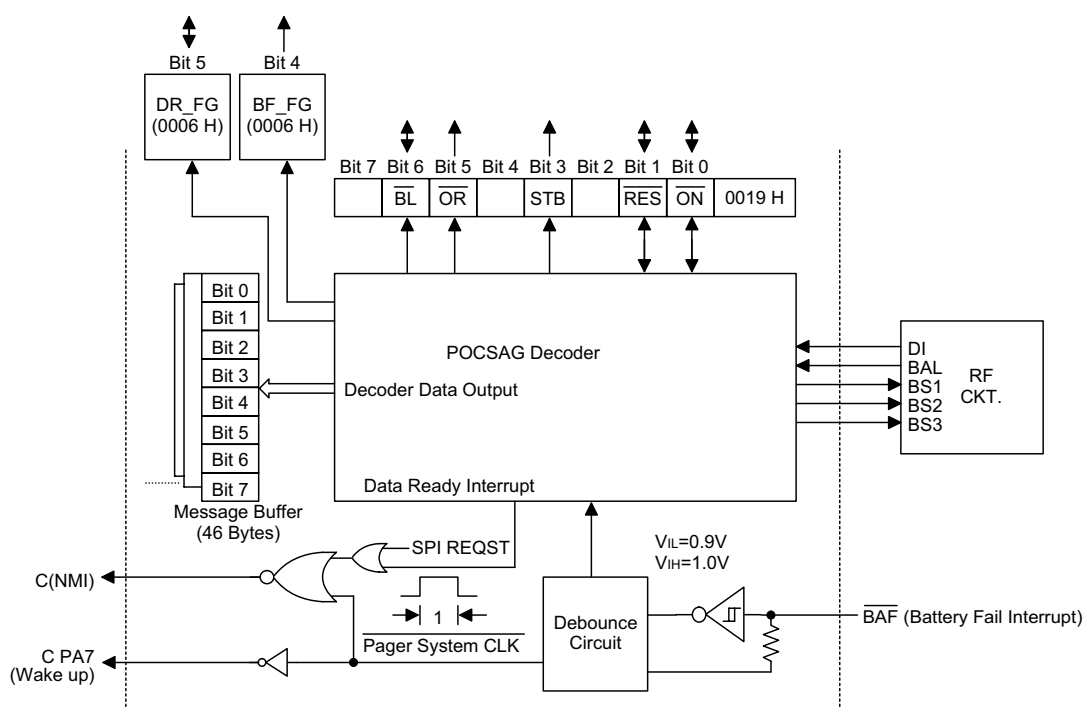 Bit 5 Bit 4
DR_FG
(0006 H)
BF_FG
(0006 H)
Bit 7 Bit 6 Bit 5 Bit 4 Bit 3 Bit 2 Bit 1 Bit 0
BL OR STB RES ON 0019 H
Bit 0
Bit 1
Bit 2
Bit 3
Bit 4
Bit 5
Bit 6
Bit 7
Message Buffer
(46 Bytes)
POCSAG Decoder
Decoder Data Output
Data Ready Interrupt
DI
BAL
BS1
BS2
BS3
RF
CKT.
SPI REQST
VIL=0.9V
VIH=1.0V
C(NMI)
1
Pager System CLK
Debounce
Circuit
BAF (Battery Fail Interrupt)
C PA7
(Wake up)